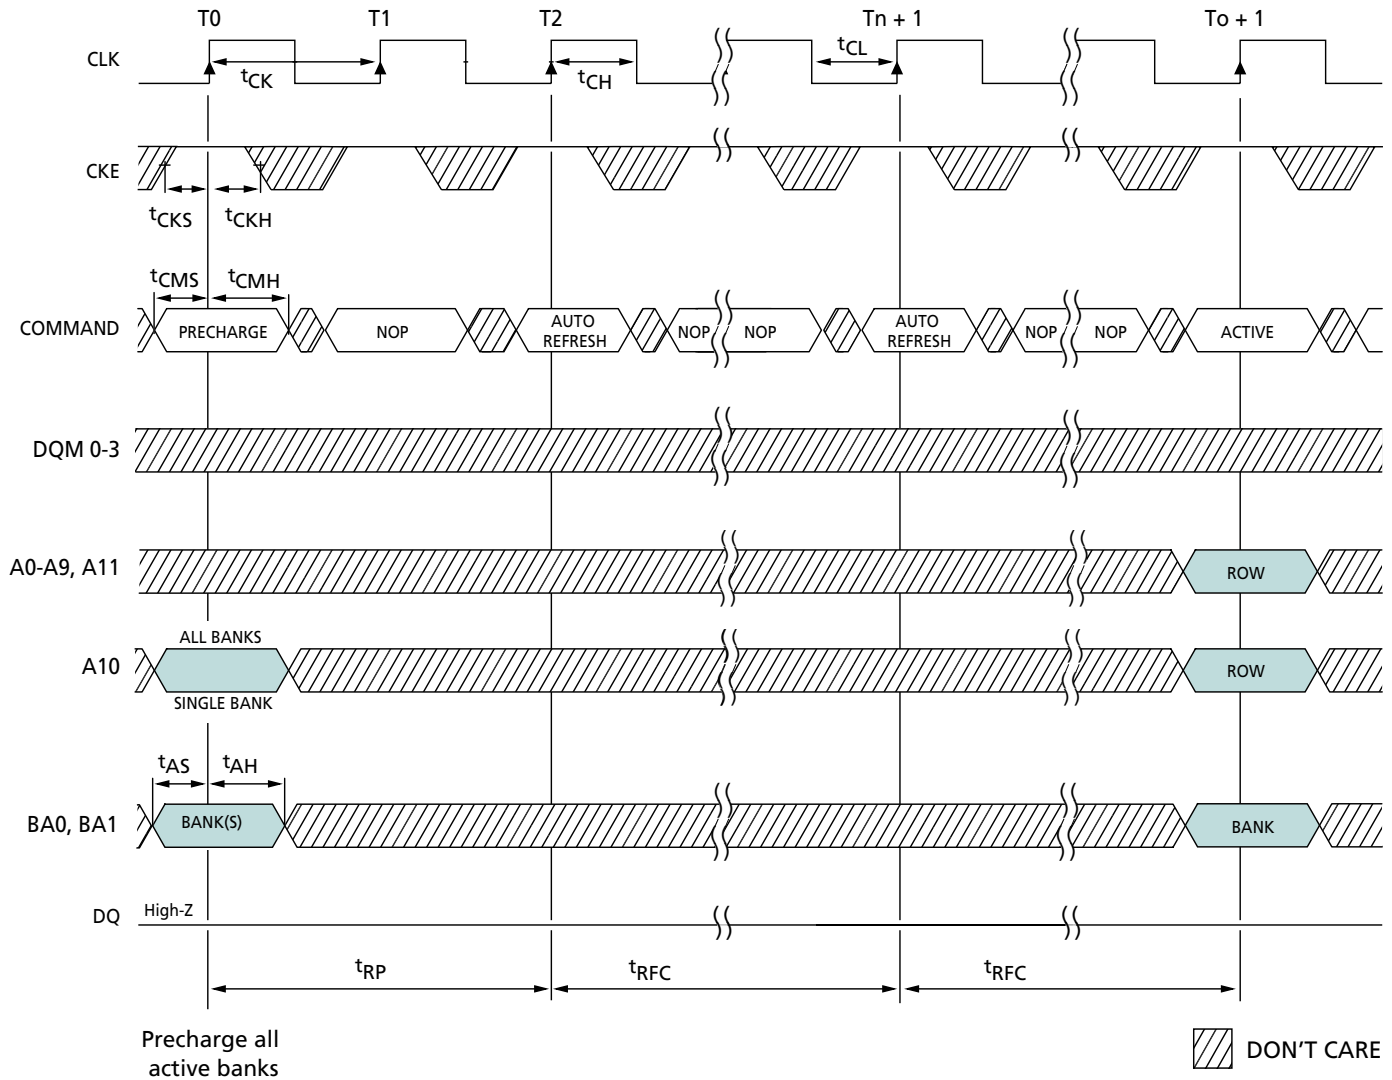 T0 T1 T2 Tn + 1 To + 1
CLK
tCK tCH tCL
CKE
tCKS tCKH
tCMS tCMH
COMMAND PRECHARGE NOP AUTO REFRESH NOP NOP AUTO REFRESH NOP NOP ACTIVE
DQM 0-3
A0-A9, A11 ROW
ALL BANKS
A10 ROW
SINGLE BANK
tAS tAH
BA0, BA1 BANK(S) BANK
DQ High-Z
tRP tRFC tRFC
Precharge all
active banks
DON'T CARE